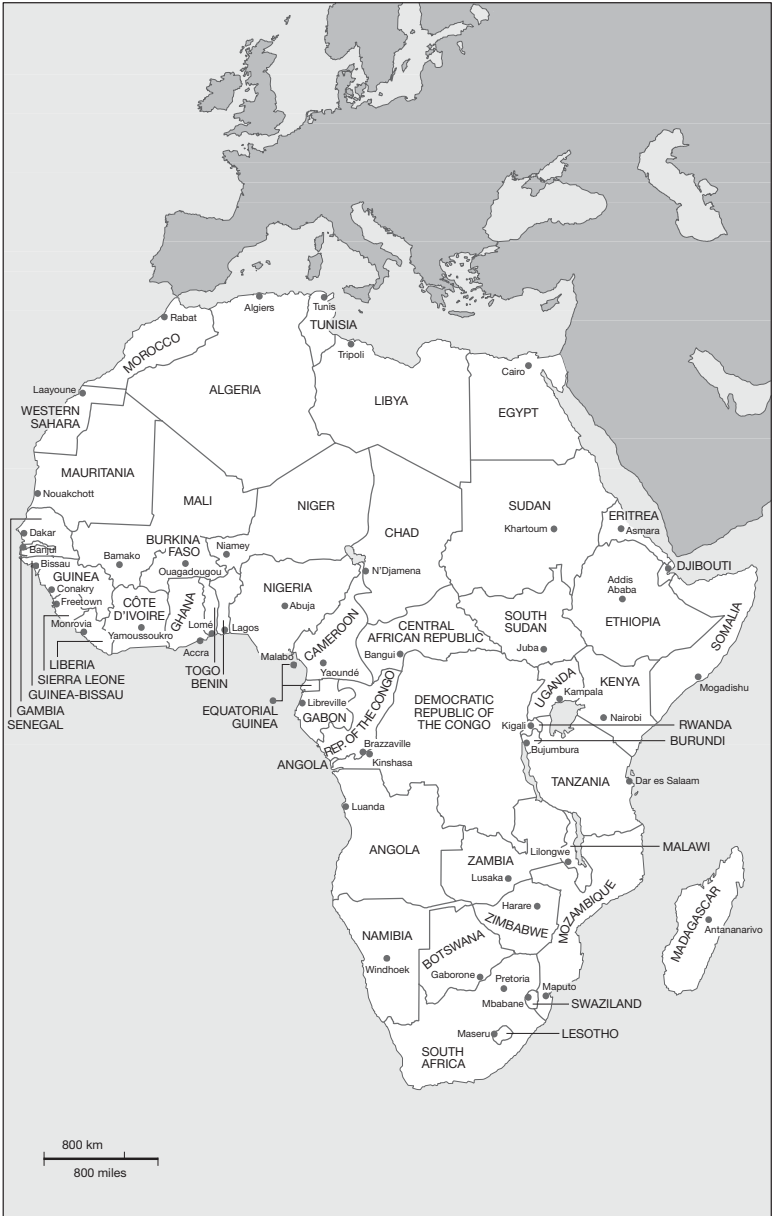 Rabat
Algiers
Tunis
TUNISIA
MOROCCO
Tripoli
Cairo
Laayoune
WESTERN
SAHARA
ALGERIA
LIBYA
EGYPT
MAURITANIA
Nouakchott
MALI
NIGER
CHAD
SUDAN
Khartoum
ERITREA
Asmara
Dakar
Banjul
Bissau
GUINEA
Conakry
Freetown
Monrovia
Bamako
BURKINA
FASO
Ouagadougou
Niamey
N'Djamena
DJIBOUTI
Addis
Ababa
ETHIOPIA
SOMALIA
CÔTE
D'IVOIRE
Yamoussoukro
GHANA
Accra
Lomé
Lagos
NIGERIA
Abuja
CAMEROON
Yaoundé
Malabo
CENTRAL
AFRICAN REPUBLIC
Bangui
SOUTH
SUDAN
Juba
LIBERIA
SIERRA LEONE
GUINEA-BISSAU
GAMBIA
SENEGAL
TOGO
BENIN
EQUATORIAL
GUINEA
Libreville
GABON
REP. OF THE CONGO
Brazzaville
Kinshasa
DEMOCRATIC
REPUBLIC OF
THE CONGO
UGANDA
Kampala
KENYA
Nairobi
Mogadishu
Kigali
RWANDA
BURUNDI
Bujumbura
ANGOLA
TANZANIA
Dar es Salaam
Luanda
ANGOLA
ZAMBIA
Lusaka
Lilongwe
MALAWI
Harare
ZIMBABWE
MOZAMBIQUE
MADAGASCAR
Antananarivo
NAMIBIA
Windhoek
BOTSWANA
Gaborone
Pretoria
Mbabane
Maputo
SWAZILAND
Maseru
LESOTHO
SOUTH
AFRICA
800 km
800 miles